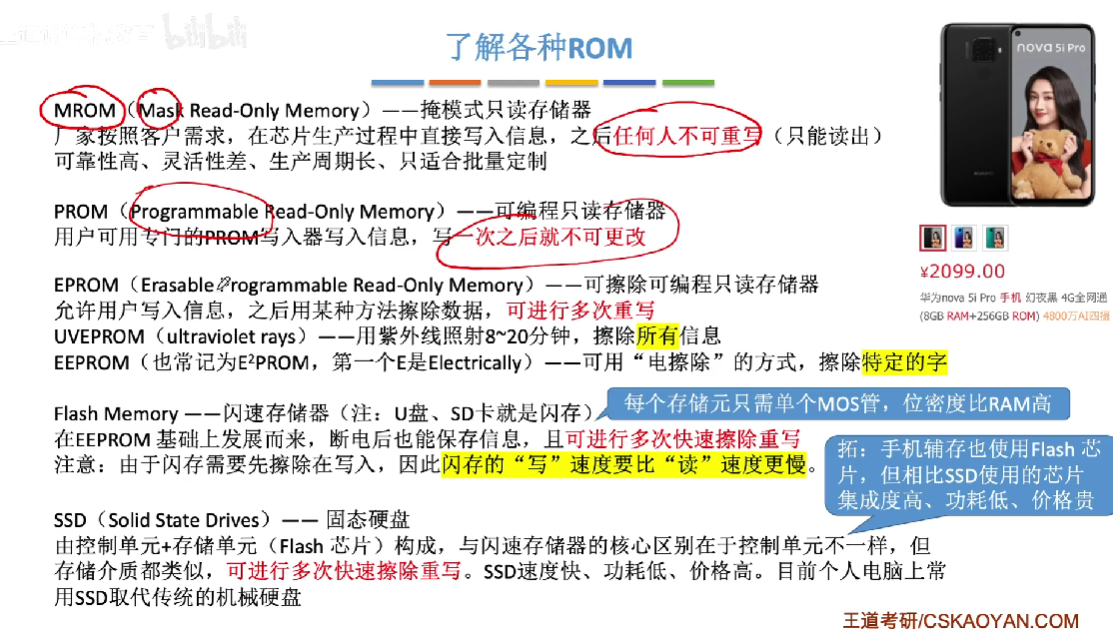 bilibili
了解各种ROM
MROM（Mask Read-Only Memory）——掩模式只读存储器
厂家按照客户需求，在芯片生产过程中直接写入信息，之后任何人不可重写（只能读出）
可靠性高、灵活性差、生产周期长、只适合批量定制
PROM（Programmable Read-Only Memory）——可编程只读存储器
用户可用专门的PROM写入器写入信息，写一次之后就不可更改
EPROM（Erasable Programmable Read-Only Memory）——可擦除可编程只读存储器
允许用户写入信息，之后用某种方法擦除数据，可进行多次重写
UVEPROM（ultraviolet rays）——用紫外线照射8~20分钟，擦除所有信息
EEPROM（也常记为E²PROM，第一个E是Electrically）——可用“电擦除”的方式，擦除特定的字
Flash Memory ——闪速存储器（注：U盘、SD卡就是闪存）
在EEPROM 基础上发展而来，断电后也能保存信息，且可进行多次快速擦除重写
注意：由于闪存需要先擦除在写入，因此闪存的“写”速度要比“读”速度更慢。
每个存储元只需单个MOS管，位密度比RAM高
拓：手机辅存也使用Flash 芯
片，但相比SSD使用的芯片
集成度高、功耗低、价格贵
SSD（Solid State Drives）—— 固态硬盘
由控制单元+存储单元（Flash 芯片）构成，与闪速存储器的核心区别在于控制单元不一样，但
存储介质都类似，可进行多次快速擦除重写。SSD速度快、功耗低、价格高。目前个人电脑上常
用SSD取代传统的机械硬盘
nova 5i Pro
HUAWEI
¥2099.00
华为nova 5i Pro 手机 幻夜黑 4G全网通
(8GB RAM+256GB ROM) 4800万AI四摄
王道考研/CSKAOYAN.COM